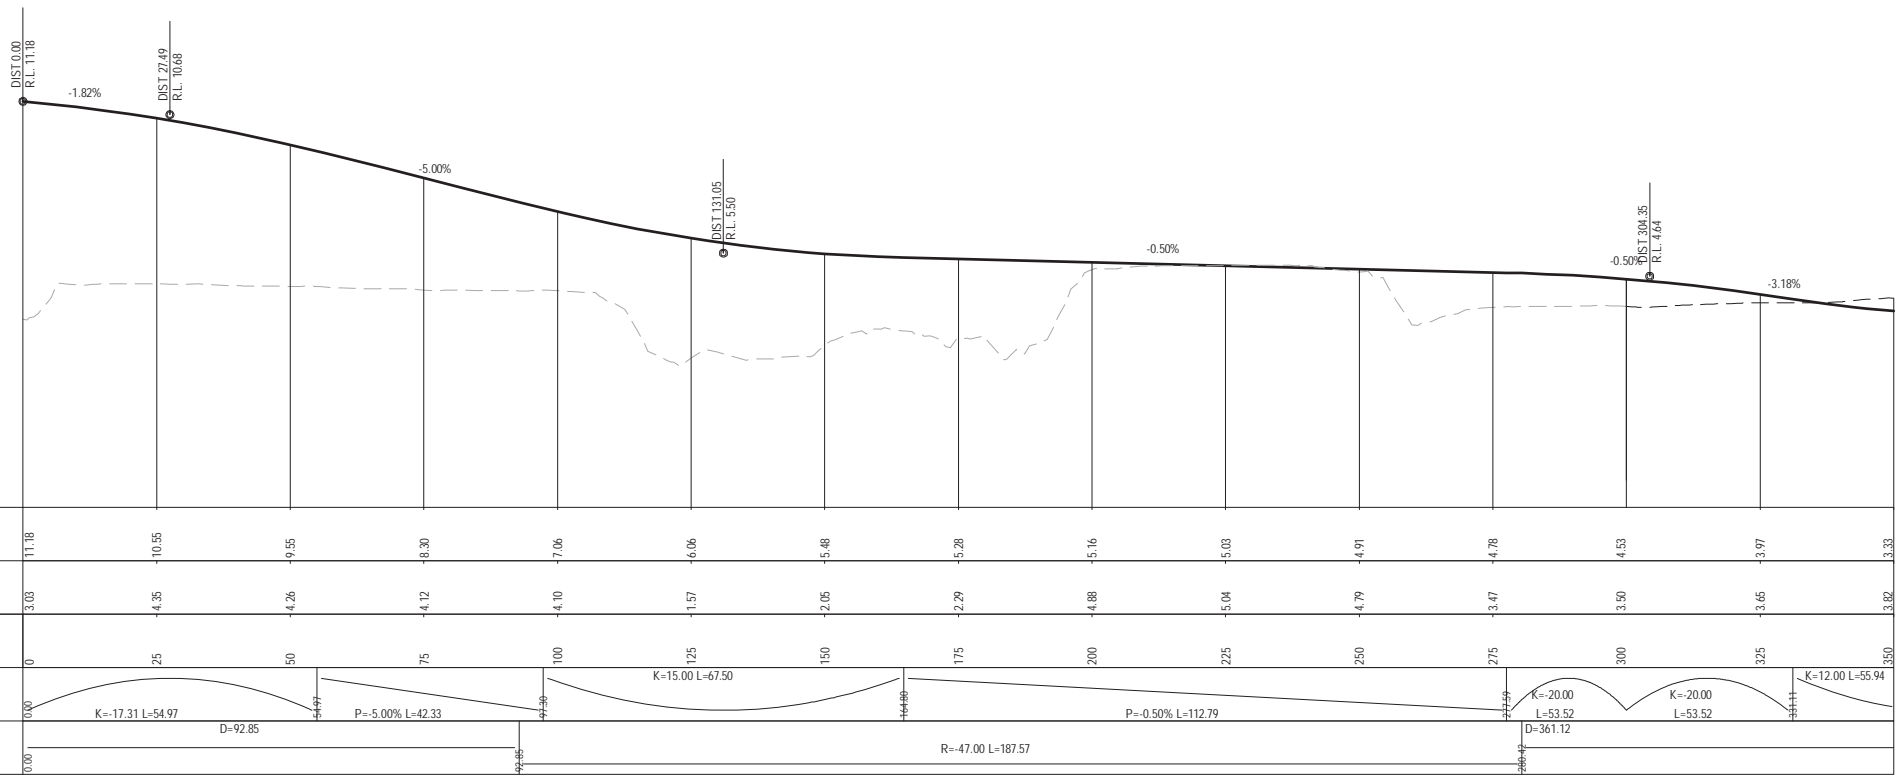 DIST 0.00
R.L. 11.18
-1.82%
DIST 27.49
R.L. 10.68
-5.00%
DIST 131.05
R.L. 5.50
-0.50%
-0.50%
DIST 304.35
R.L. 4.64
-3.18%
11.18 10.55 9.55 8.30 7.06 6.06 5.48 5.28 5.16 5.03 4.91 4.78 4.53 3.97 3.33
3.03 4.35 4.26 4.12 4.10 1.57 2.05 2.29 4.88 5.04 4.79 3.47 3.50 3.65 3.82
0 25 50 75 100 125 150 175 200 225 250 275 300 325 350
0.00
K=-17.31 L=54.97
54.97
P=-5.00% L=42.33
97.30
K=15.00 L=67.50
164.80
P=-0.50% L=112.79
277.59
K=-20.00
L=53.52
K=-20.00
L=53.52
331.11
K=12.00 L=55.94
0.00
D=92.85
92.85
R=-47.00 L=187.57
280.42
D=361.12